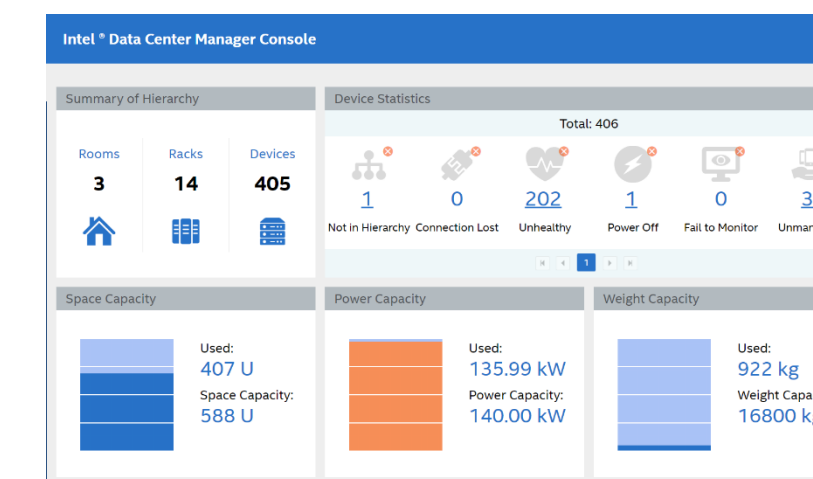 Intel ® Data Center Manager Console
Summary of Hierarchy
Rooms Racks Devices
3 14 405
Device Statistics
Total: 406
1 0 202 1 0 3
Not in Hierarchy Connection Lost Unhealthy Power Off Fail to Monitor
1
Space Capacity
Used:
407 U
Space Capacity:
588 U
Power Capacity
Used:
135.99 kW
Power Capacity:
140.00 kW
Weight Capacity
Used:
922 kg
Weight
16800